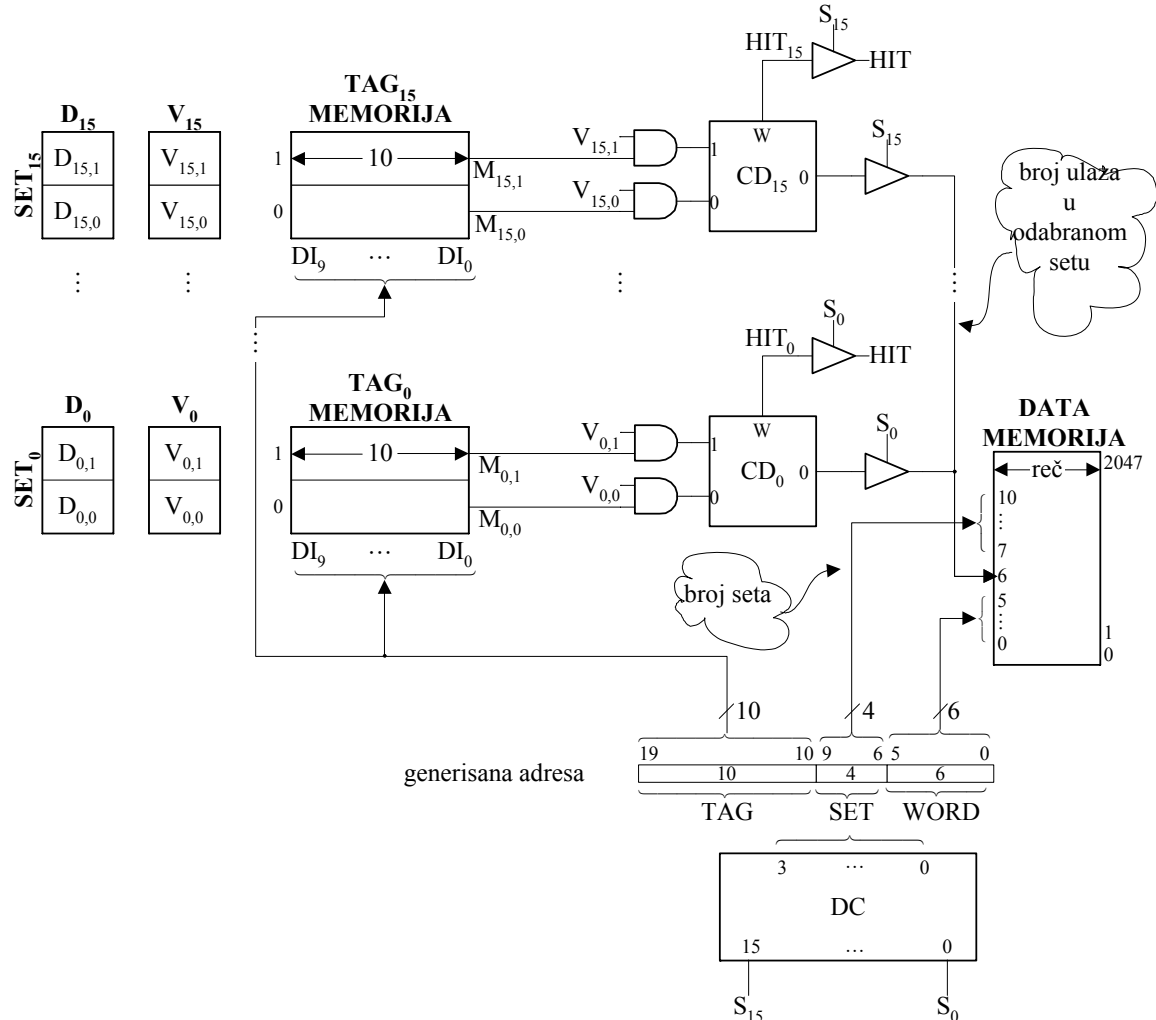 S15
HIT15
HIT
TAG15
MEMORIJA
D15
V15
SET15
D15,1
V15,1
1
10
M15,1
V15,1
1
W
CD15
0
S15
D15,0
V15,0
0
M15,0
V15,0
0
DI9 ... DI0
broj ulaza
u
odabranom
setu
S0
HIT0
HIT
TAG0
MEMORIJA
D0
V0
SET0
D0,1
V0,1
1
10
M0,1
V0,1
1
W
CD0
0
S0
D0,0
V0,0
0
M0,0
V0,0
0
DI9 ... DI0
DATA
MEMORIJA
reč
2047
10
...
7
6
5
...
0
1
0
broj seta
10
4
6
19 10 9 6 5 0
generisana adresa
10 4 6
TAG SET WORD
3 ... 0
DC
15 ... 0
S15 S0